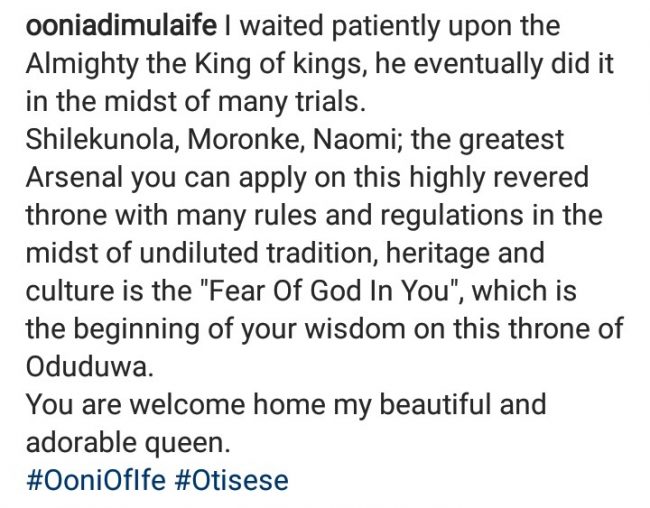 ooniadimulaife I waited patiently upon the
Almighty the King of kings, he eventually did it
in the midst of many trials.
Shilekunola, Moronke, Naomi; the greatest
Arsenal you can apply on this highly revered
throne with many rules and regulations in the
midst of undiluted tradition, heritage and
culture is the "Fear Of God In You", which is
the beginning of your wisdom on this throne of
Oduduwa.
You are welcome home my beautiful and
adorable queen.
#OoniOfIfe #Otisese